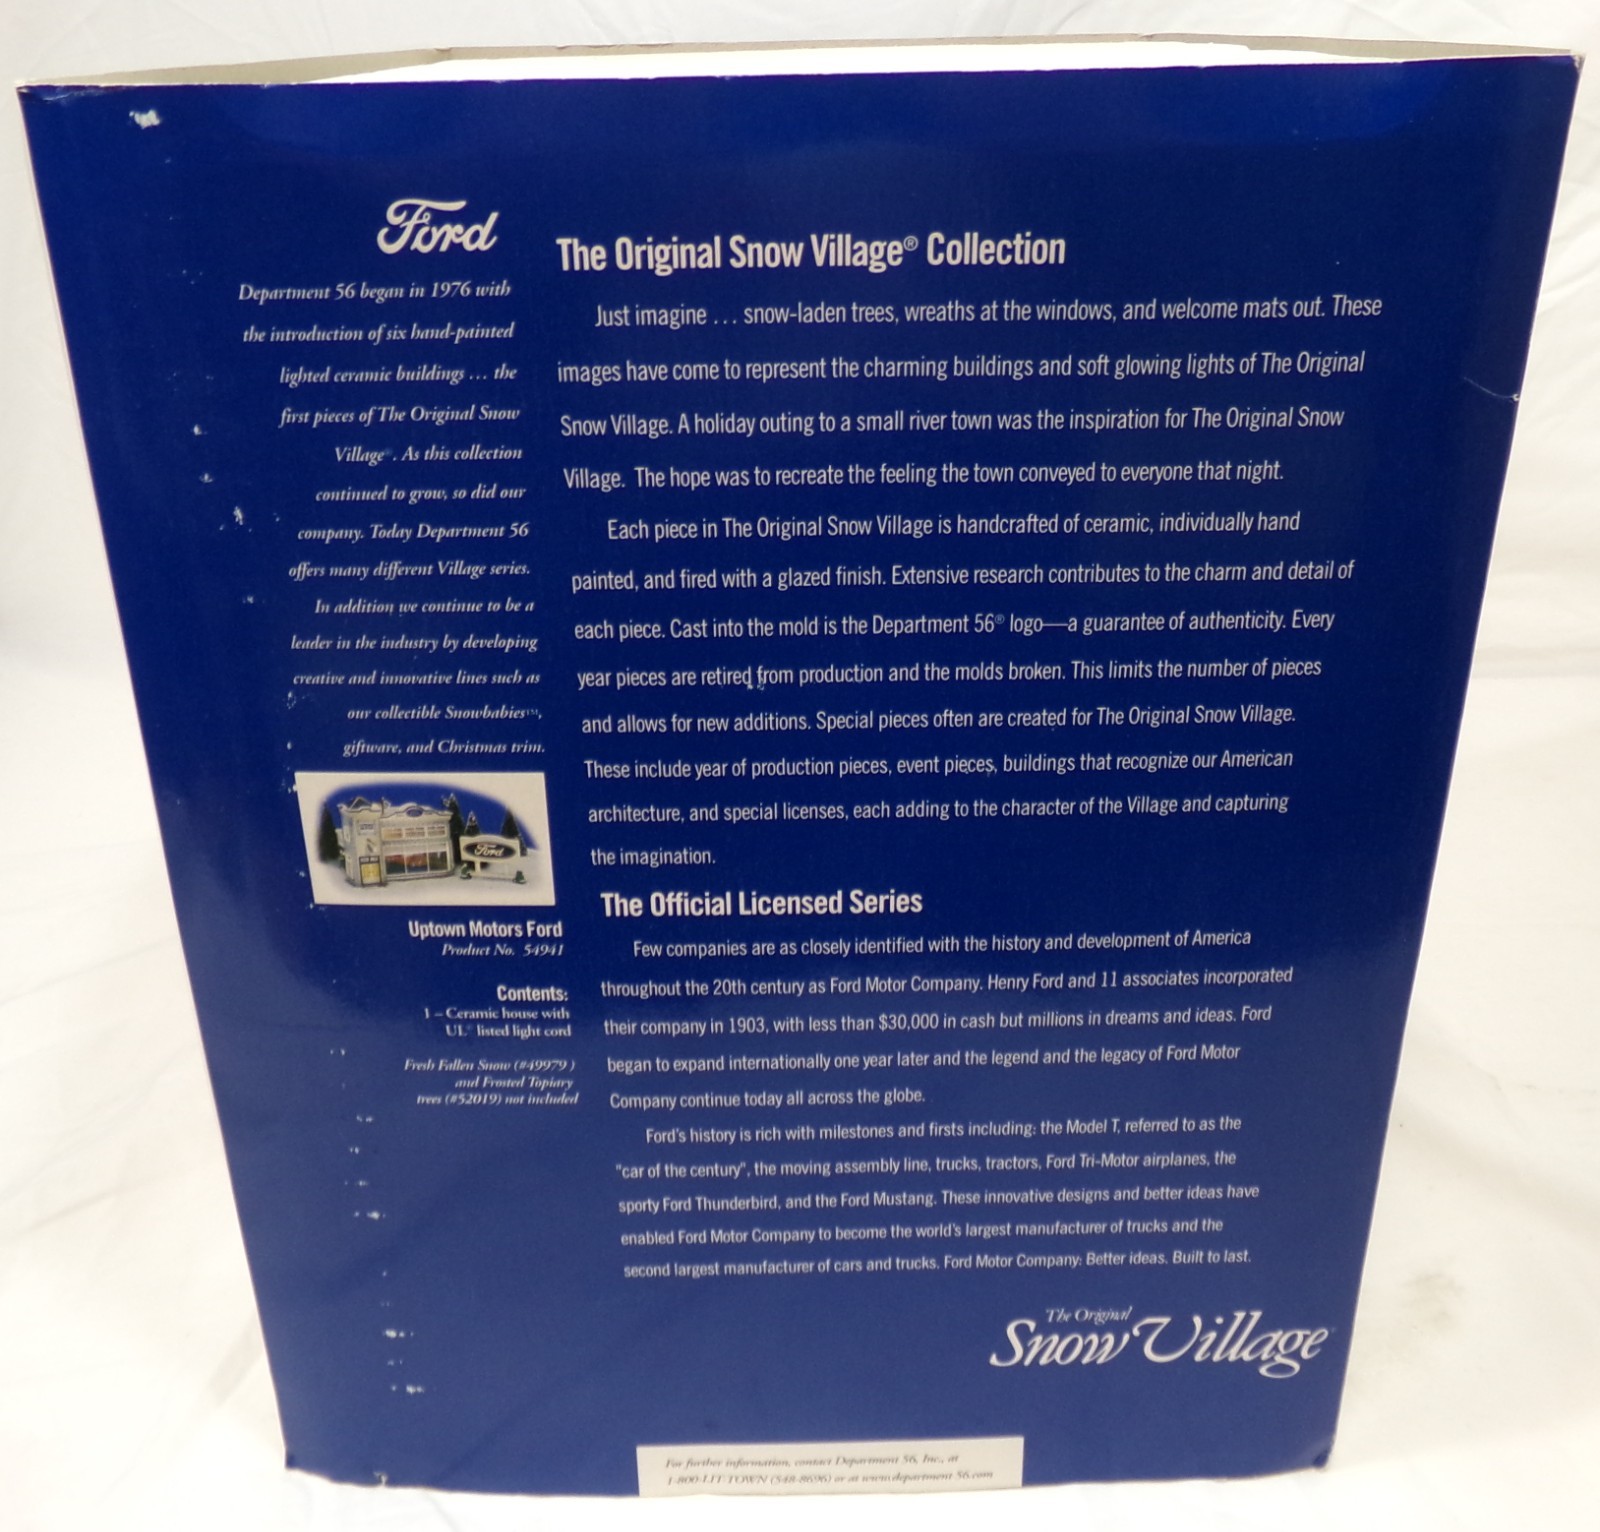 Ford
Department 56 began in 1976 with
the introduction of six hand-painted
lighted ceramic buildings ... the
first pieces of The Original Snow
Village®. As this collection
continued to grow, so did our
company. Today Department 56
offers many different Village series.
In addition we continue to be a
leader in the industry by developing
creative and innovative lines such as
our collectible Snowbabies™,
giftware, and Christmas trim.
Ford
Uptown Motors Ford
Product No. 54941
Contents:
1 – Ceramic house with
UL® listed light cord
Fresh Fallen Snow (#49979 )
and Frosted Topiary
trees (#52019) not included
The Original Snow Village® Collection
Just imagine ... snow-laden trees, wreaths at the windows, and welcome mats out. These
images have come to represent the charming buildings and soft glowing lights of The Original
Snow Village. A holiday outing to a small river town was the inspiration for The Original Snow
Village. The hope was to recreate the feeling the town conveyed to everyone that night.
Each piece in The Original Snow Village is handcrafted of ceramic, individually hand
painted, and fired with a glazed finish. Extensive research contributes to the charm and detail of
each piece. Cast into the mold is the Department 56® logo—a guarantee of authenticity. Every
year pieces are retired from production and the molds broken. This limits the number of pieces
and allows for new additions. Special pieces often are created for The Original Snow Village.
These include year of production pieces, event pieces, buildings that recognize our American
architecture, and special licenses, each adding to the character of the Village and capturing
the imagination.
The Official Licensed Series
Few companies are as closely identified with the history and development of America
throughout the 20th century as Ford Motor Company. Henry Ford and 11 associates incorporated
their company in 1903, with less than $30,000 in cash but millions in dreams and ideas. Ford
began to expand internationally one year later and the legend and the legacy of Ford Motor
Company continue today all across the globe.
Ford's history is rich with milestones and firsts including: the Model T, referred to as the
"car of the century", the moving assembly line, trucks, tractors, Ford Tri-Motor airplanes, the
sporty Ford Thunderbird, and the Ford Mustang. These innovative designs and better ideas have
enabled Ford Motor Company to become the world's largest manufacturer of trucks and the
second largest manufacturer of cars and trucks. Ford Motor Company: Better ideas. Built to last.
The Original
Snow Village
For further information, contact Department 56, Inc., at
1-800-LIT-TOWN (548-8696) or at www.department 56.com